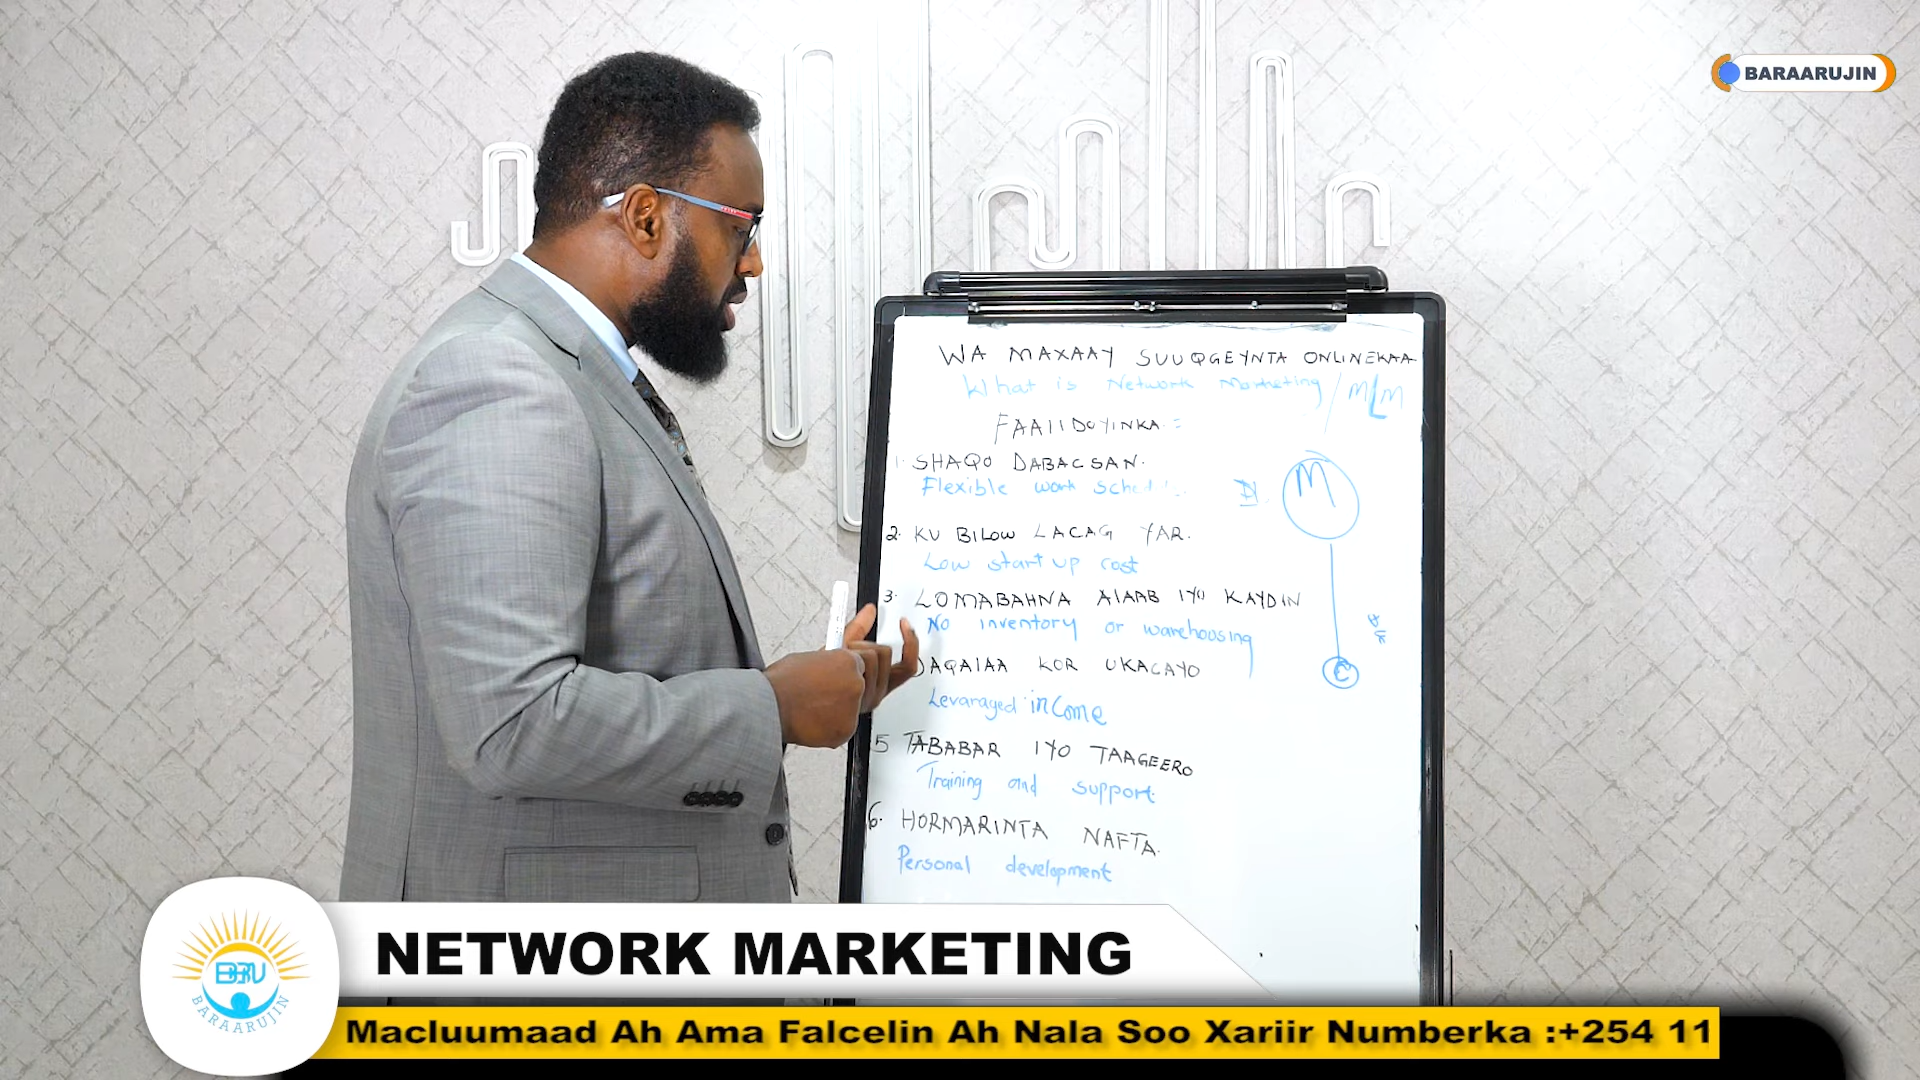 BARAARUJIN
WA MAXAAY SUUQGEYNTA ONLINEKAA
What is Network Marketing / MLM
FAAIIDOYINKA:
1. SHAQO DABACSAN.
Flexible work
M
2. KU BILOW LACAG YAR.
Low start up cost
3. LOMABAHNA ALAAB IYO KAYDIN
No inventory or warehousing
DAQALAA KOR UKACAYO
C
Levaraged income
5 TABABAR IYO TAAGEERO
Training and support.
6. HORMARINTA NAFTA.
Personal development
BARAARUJIN
NETWORK MARKETING
Macluumaad Ah Ama Falcelin Ah Nala Soo Xariir Numberka :+254 11